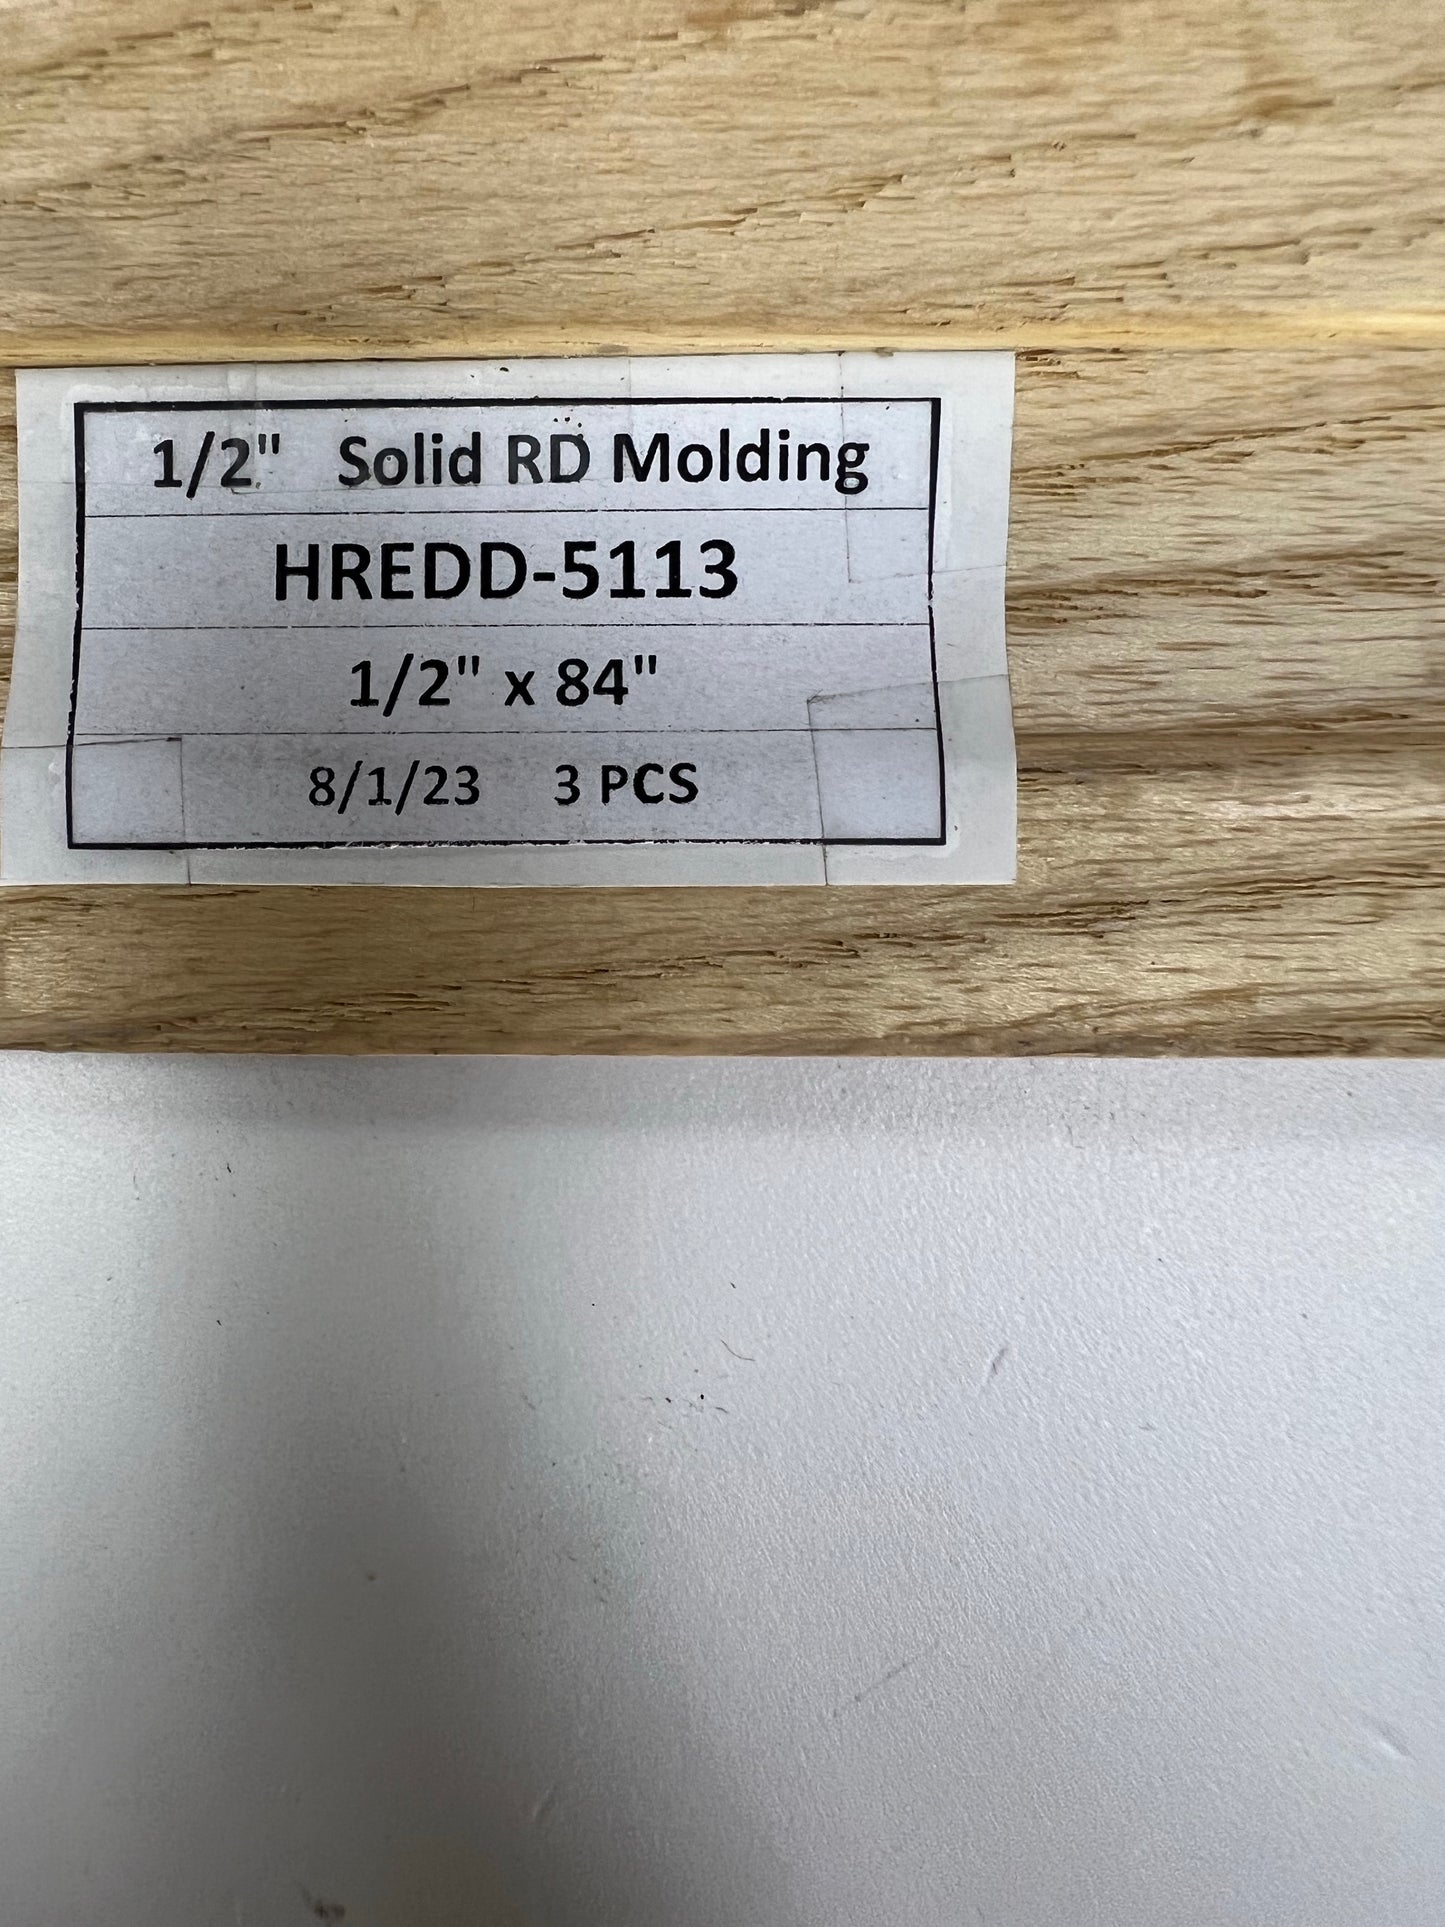 1/2" Solid RD Molding
HREDD-5113
1/2" x 84"
8/1/23 3 PCS